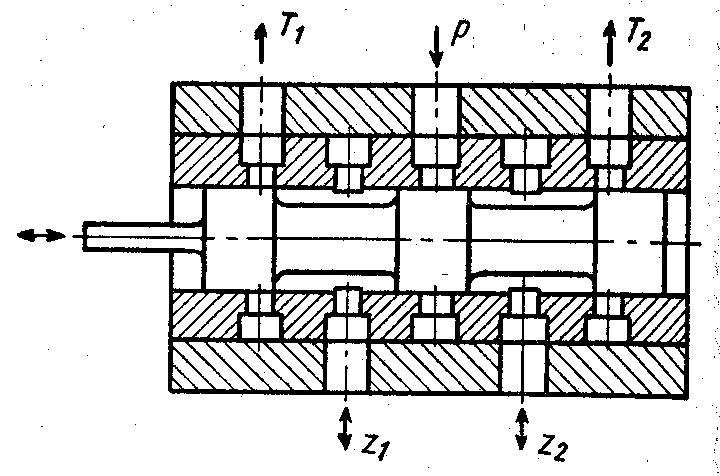 T₁ p T₂
z₁ z₂